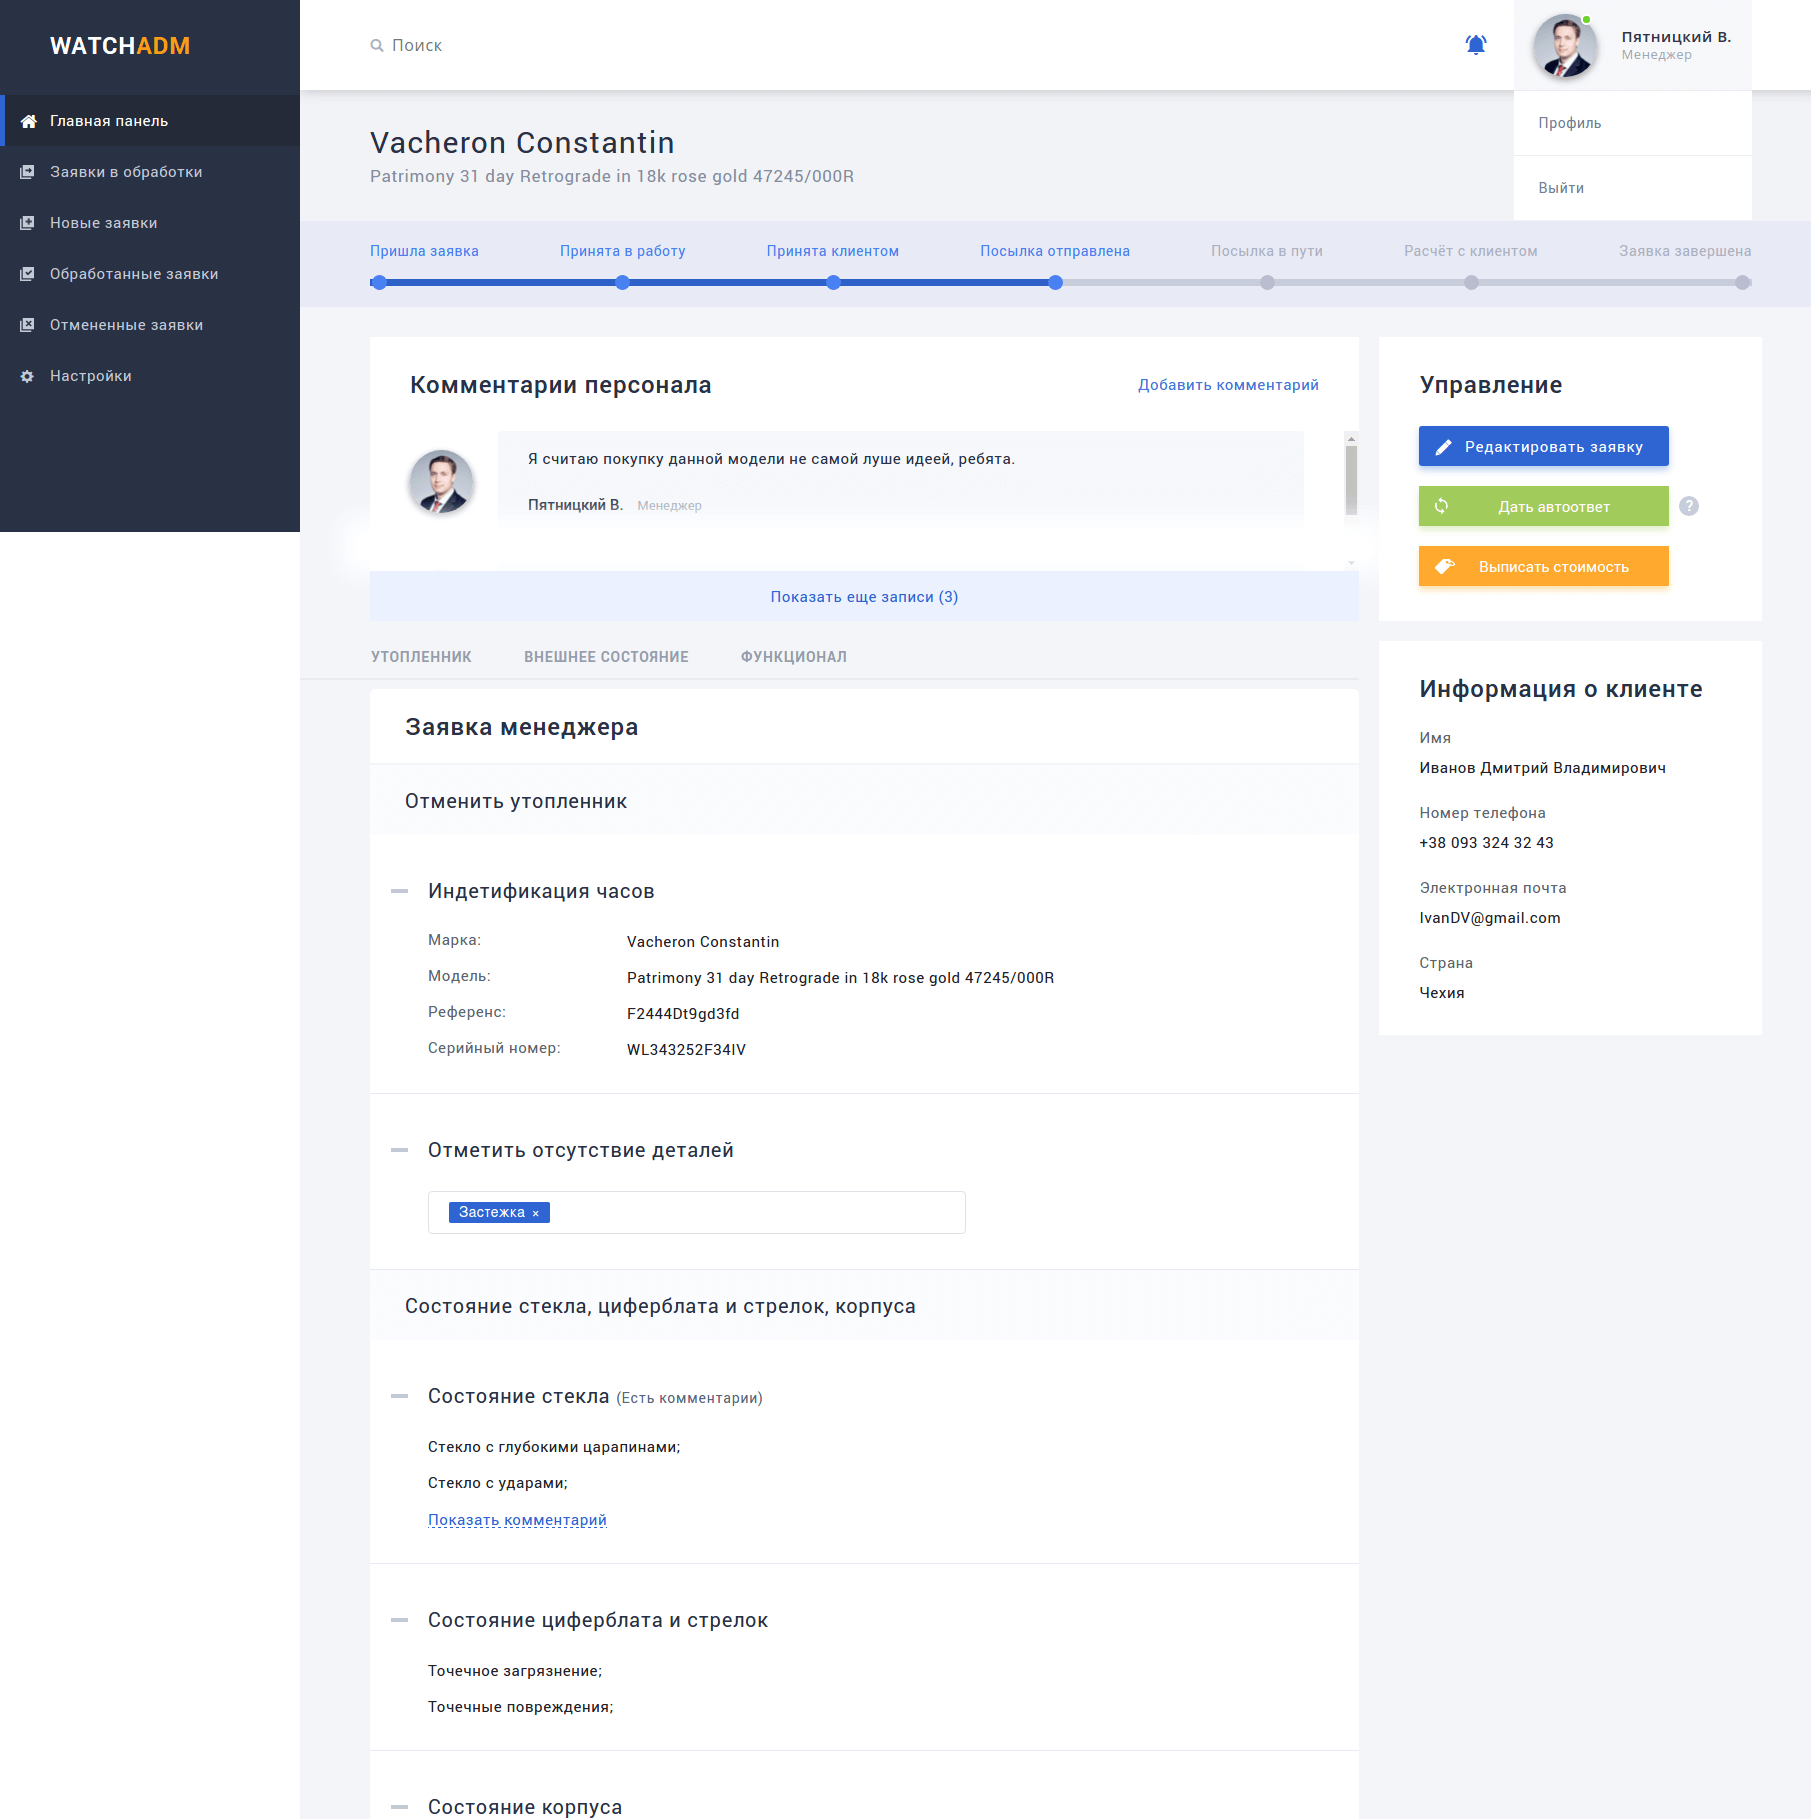 WATCHADM
Поиск
Пятницкий В.
Менеджер
Профиль
Выйти
Главная панель
Заявки в обработки
Новые заявки
Обработанные заявки
Отмененные заявки
Настройки
Vacheron Constantin
Patrimony 31 day Retrograde in 18k rose gold 47245/000R
Пришла заявка Принята в работу Принята клиентом Посылка отправлена Посылка в пути Расчёт с клиентом Заявка завершена
Комментарии персонала Добавить комментарий
Я считаю покупку данной модели не самой луше идеей, ребята.
Пятницкий В. Менеджер
Показать еще записи (3)
Управление
Редактировать заявку
Дать автоответ ?
Выписать стоимость
УТОПЛЕННИК ВНЕШНЕЕ СОСТОЯНИЕ ФУНКЦИОНАЛ
Заявка менеджера
Отменить утопленник
Индетификация часов
Марка: Vacheron Constantin
Модель: Patrimony 31 day Retrograde in 18k rose gold 47245/000R
Референс: F2444Dt9gd3fd
Серийный номер: WL343252F34IV
Отметить отсутствие деталей
Застежка ×
Состояние стекла, циферблата и стрелок, корпуса
Состояние стекла (Есть комментарии)
Стекло с глубокими царапинами;
Стекло с ударами;
Показать комментарий
Состояние циферблата и стрелок
Точечное загрязнение;
Точечные повреждения;
Состояние корпуса
Информация о клиенте
Имя
Иванов Дмитрий Владимирович
Номер телефона
+38 093 324 32 43
Электронная почта
IvanDV@gmail.com
Страна
Чехия